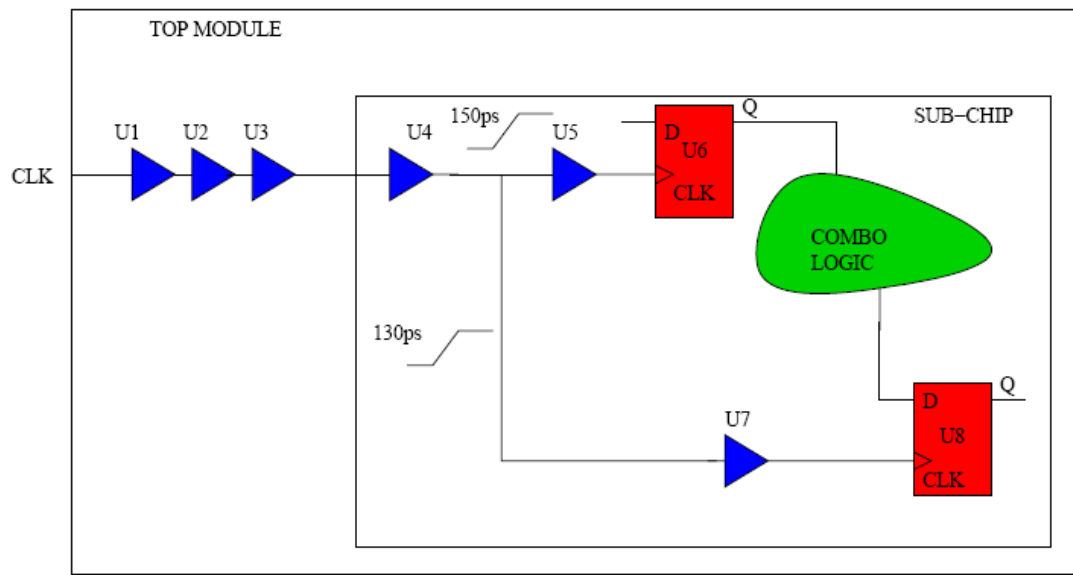 TOP MODULE
SUB-CHIP
U1
U2
U3
U4
150ps
U5
Q
D
U6
CLK
CLK
COMBO
LOGIC
130ps
U7
Q
D
U8
CLK